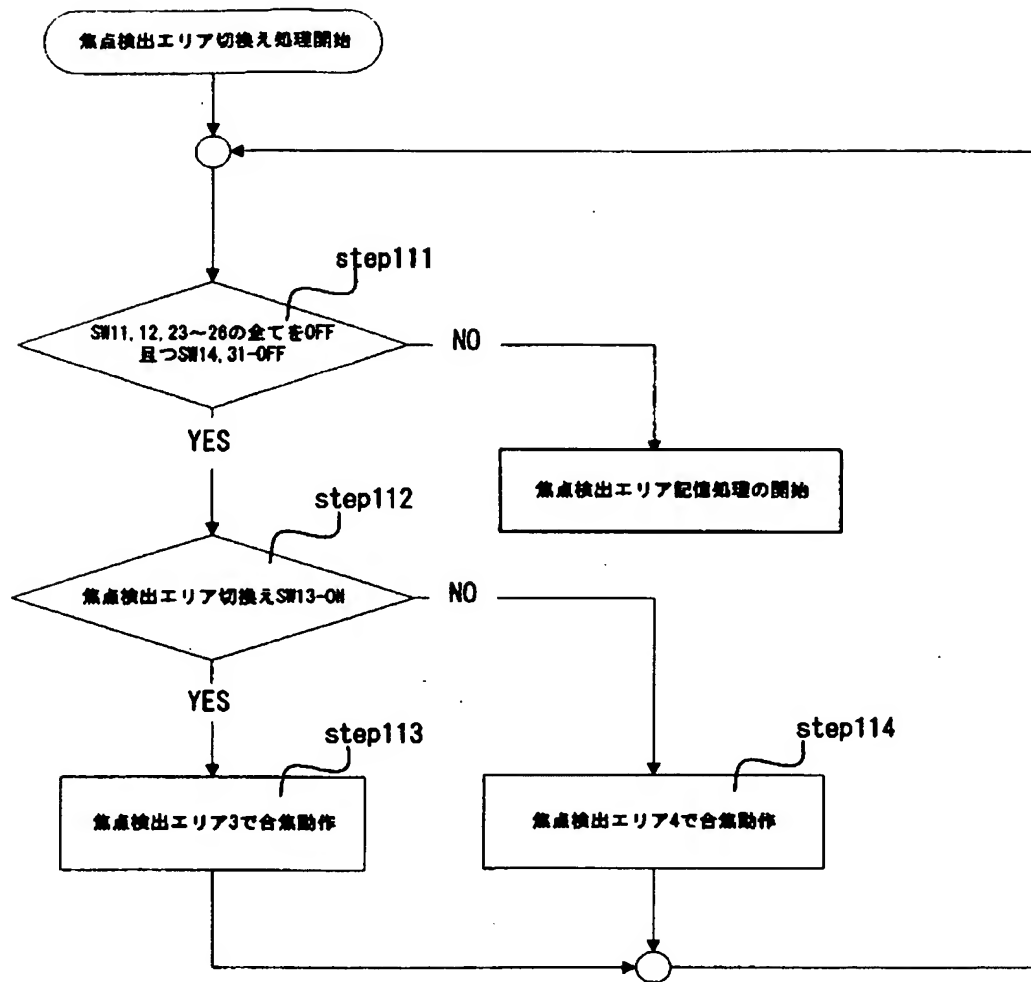 焦点検出エリア切換え処理開始
step111
SW11,12,23～26の全てをOFF
且つSW14,31-OFF
NO
YES
焦点検出エリア記憶処理の開始
step112
焦点検出エリア切換えSW13-ON
NO
YES
step113
step114
焦点検出エリア3で合焦動作
焦点検出エリア4で合焦動作